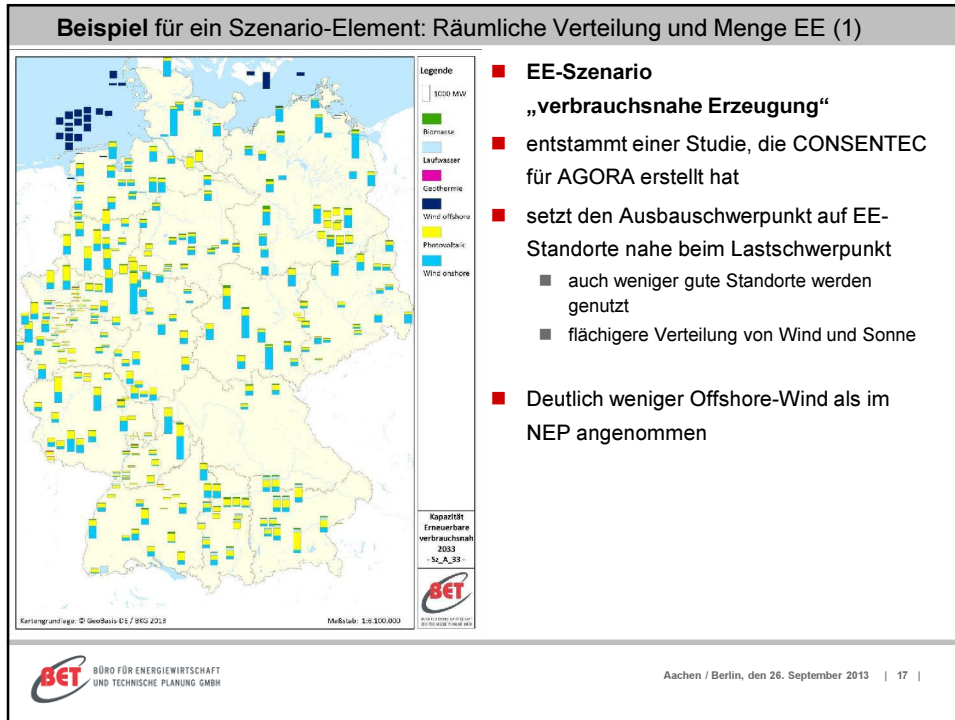 Beispiel für ein Szenario-Element: Räumliche Verteilung und Menge EE (1)
Legende
1000 MW
Biomasse
Laufwasser
Geothermie
Wind offshore
Photovoltaik
Wind onshore
Kapazität
Erneuerbare
verbrauchsnah
2033
- Sz_A_33 -
BET
Kartengrundlage: © GeoBasis-DE / BKG 2013
Maßstab: 1:6.100.000
EE-Szenario
„verbrauchsnahe Erzeugung“
entstammt einer Studie, die CONSENTEC
für AGORA erstellt hat
setzt den Ausbauschwerpunkt auf EE-
Standorte nahe beim Lastschwerpunkt
auch weniger gute Standorte werden
genutzt
flächigere Verteilung von Wind und Sonne
Deutlich weniger Offshore-Wind als im
NEP angenommen
BET
BÜRO FÜR ENERGIEWIRTSCHAFT
UND TECHNISCHE PLANUNG GMBH
Aachen / Berlin, den 26. September 2013 | 17 |